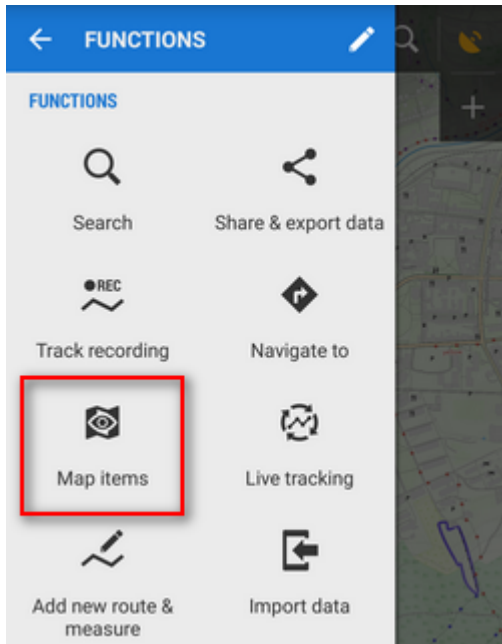 FUNCTIONS
FUNCTIONS
Search
Share & export data
REC
Track recording
Navigate to
Map items
Live tracking
Add new route &
measure
Import data